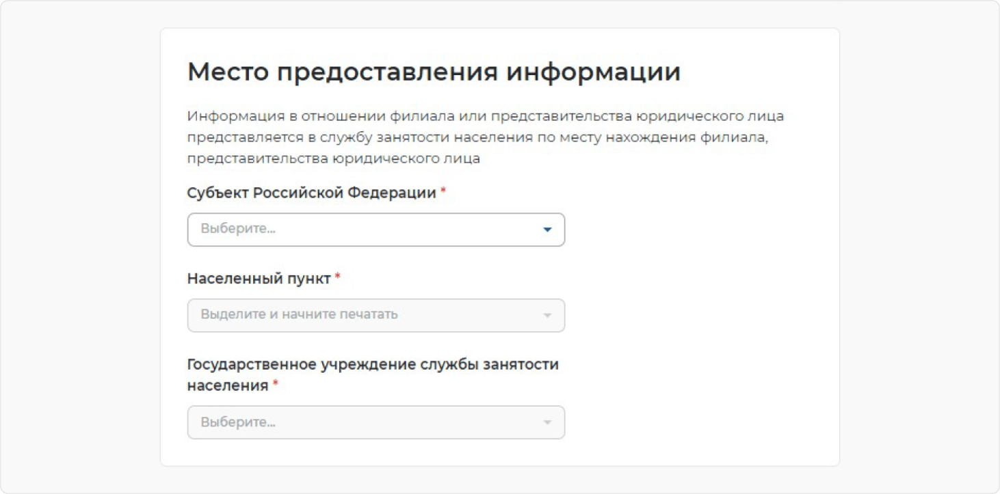 Место предоставления информации
Информация в отношении филиала или представительства юридического лица
представляется в службу занятости населения по месту нахождения филиала,
представительства юридического лица
Субъект Российской Федерации *
Выберите...
Населенный пункт *
Выделите и начните печатать
Государственное учреждение службы занятости
населения *
Выберите...